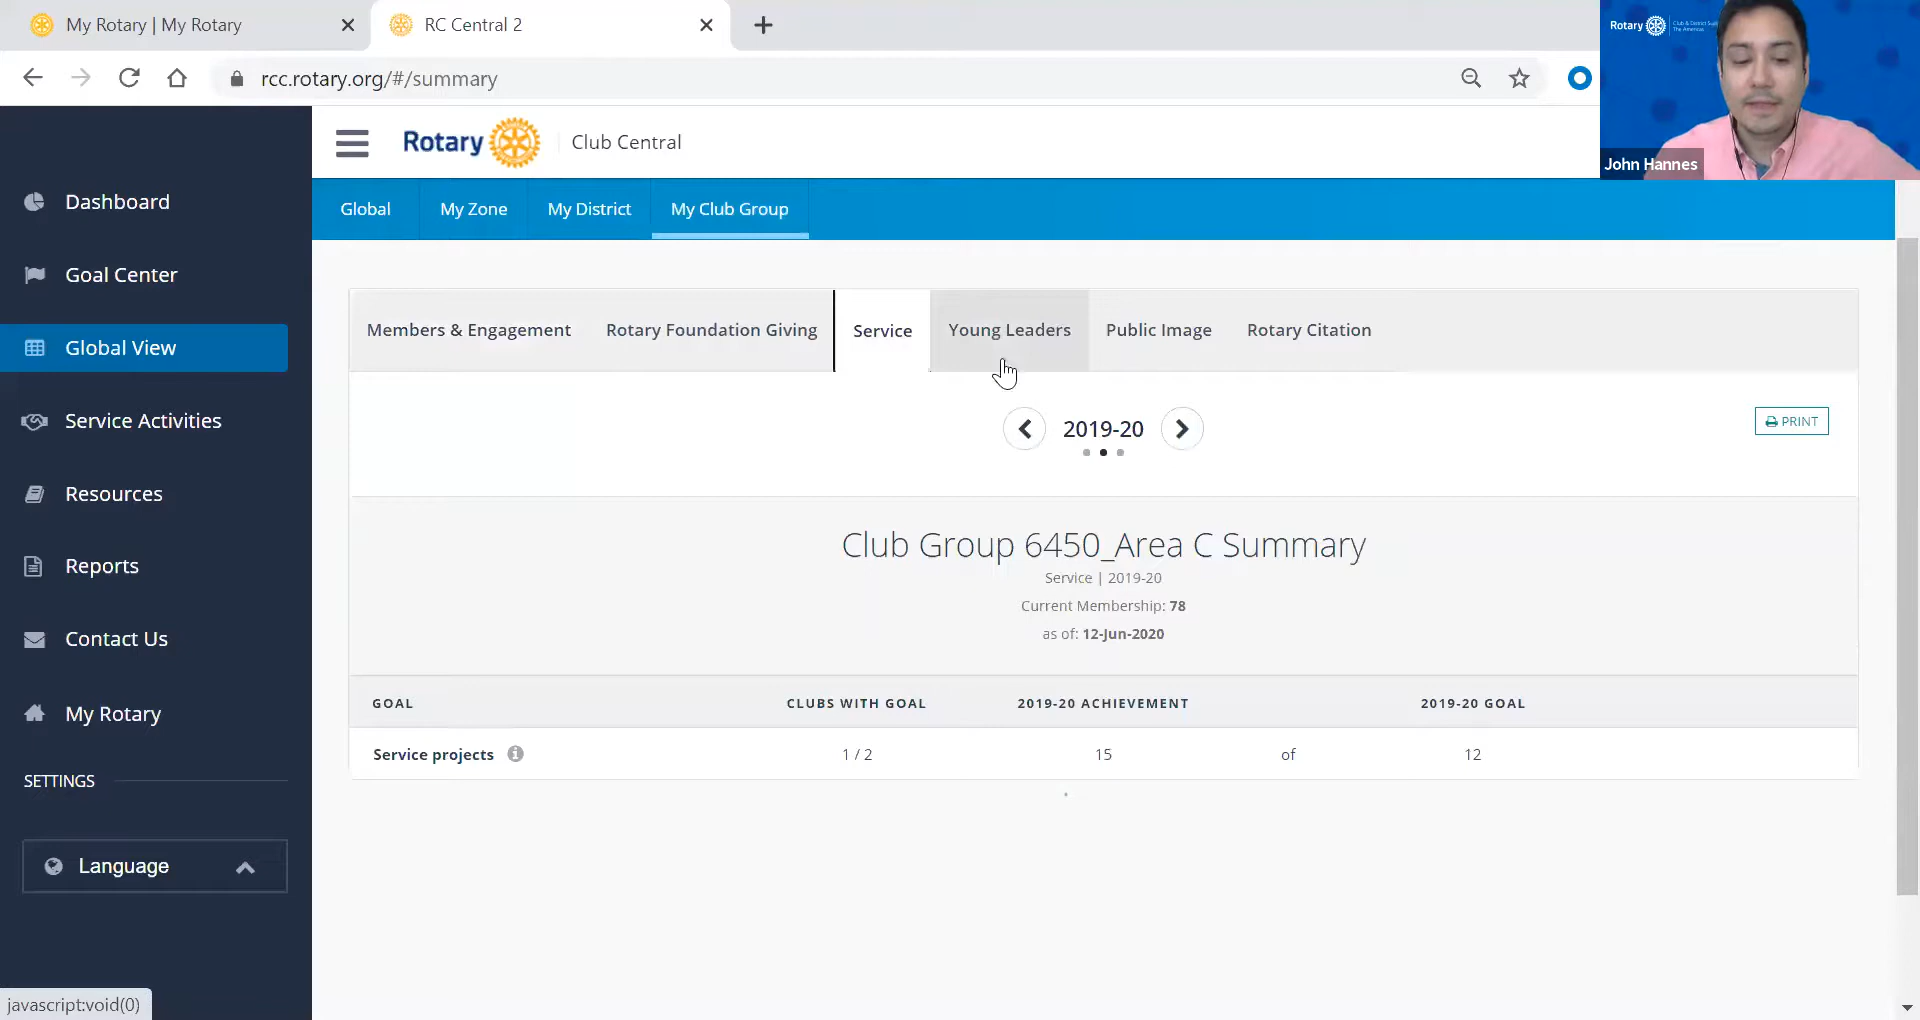 My Rotary | My Rotary
RC Central 2
rcc.rotary.org/#/summary
Rotary
John Hannes
Rotary
Club Central
Dashboard
Goal Center
Global View
Service Activities
Resources
Reports
Contact Us
My Rotary
SETTINGS
Language
Global
My Zone
My District
My Club Group
Members & Engagement
Rotary Foundation Giving
Service
Young Leaders
Public Image
Rotary Citation
2019-20
PRINT
Club Group 6450_Area C Summary
Service | 2019-20
Current Membership: 78
as of: 12-Jun-2020
GOAL CLUBS WITH GOAL 2019-20 ACHIEVEMENT 2019-20 GOAL
Service projects 1 / 2 15 of 12
javascript:void(0)